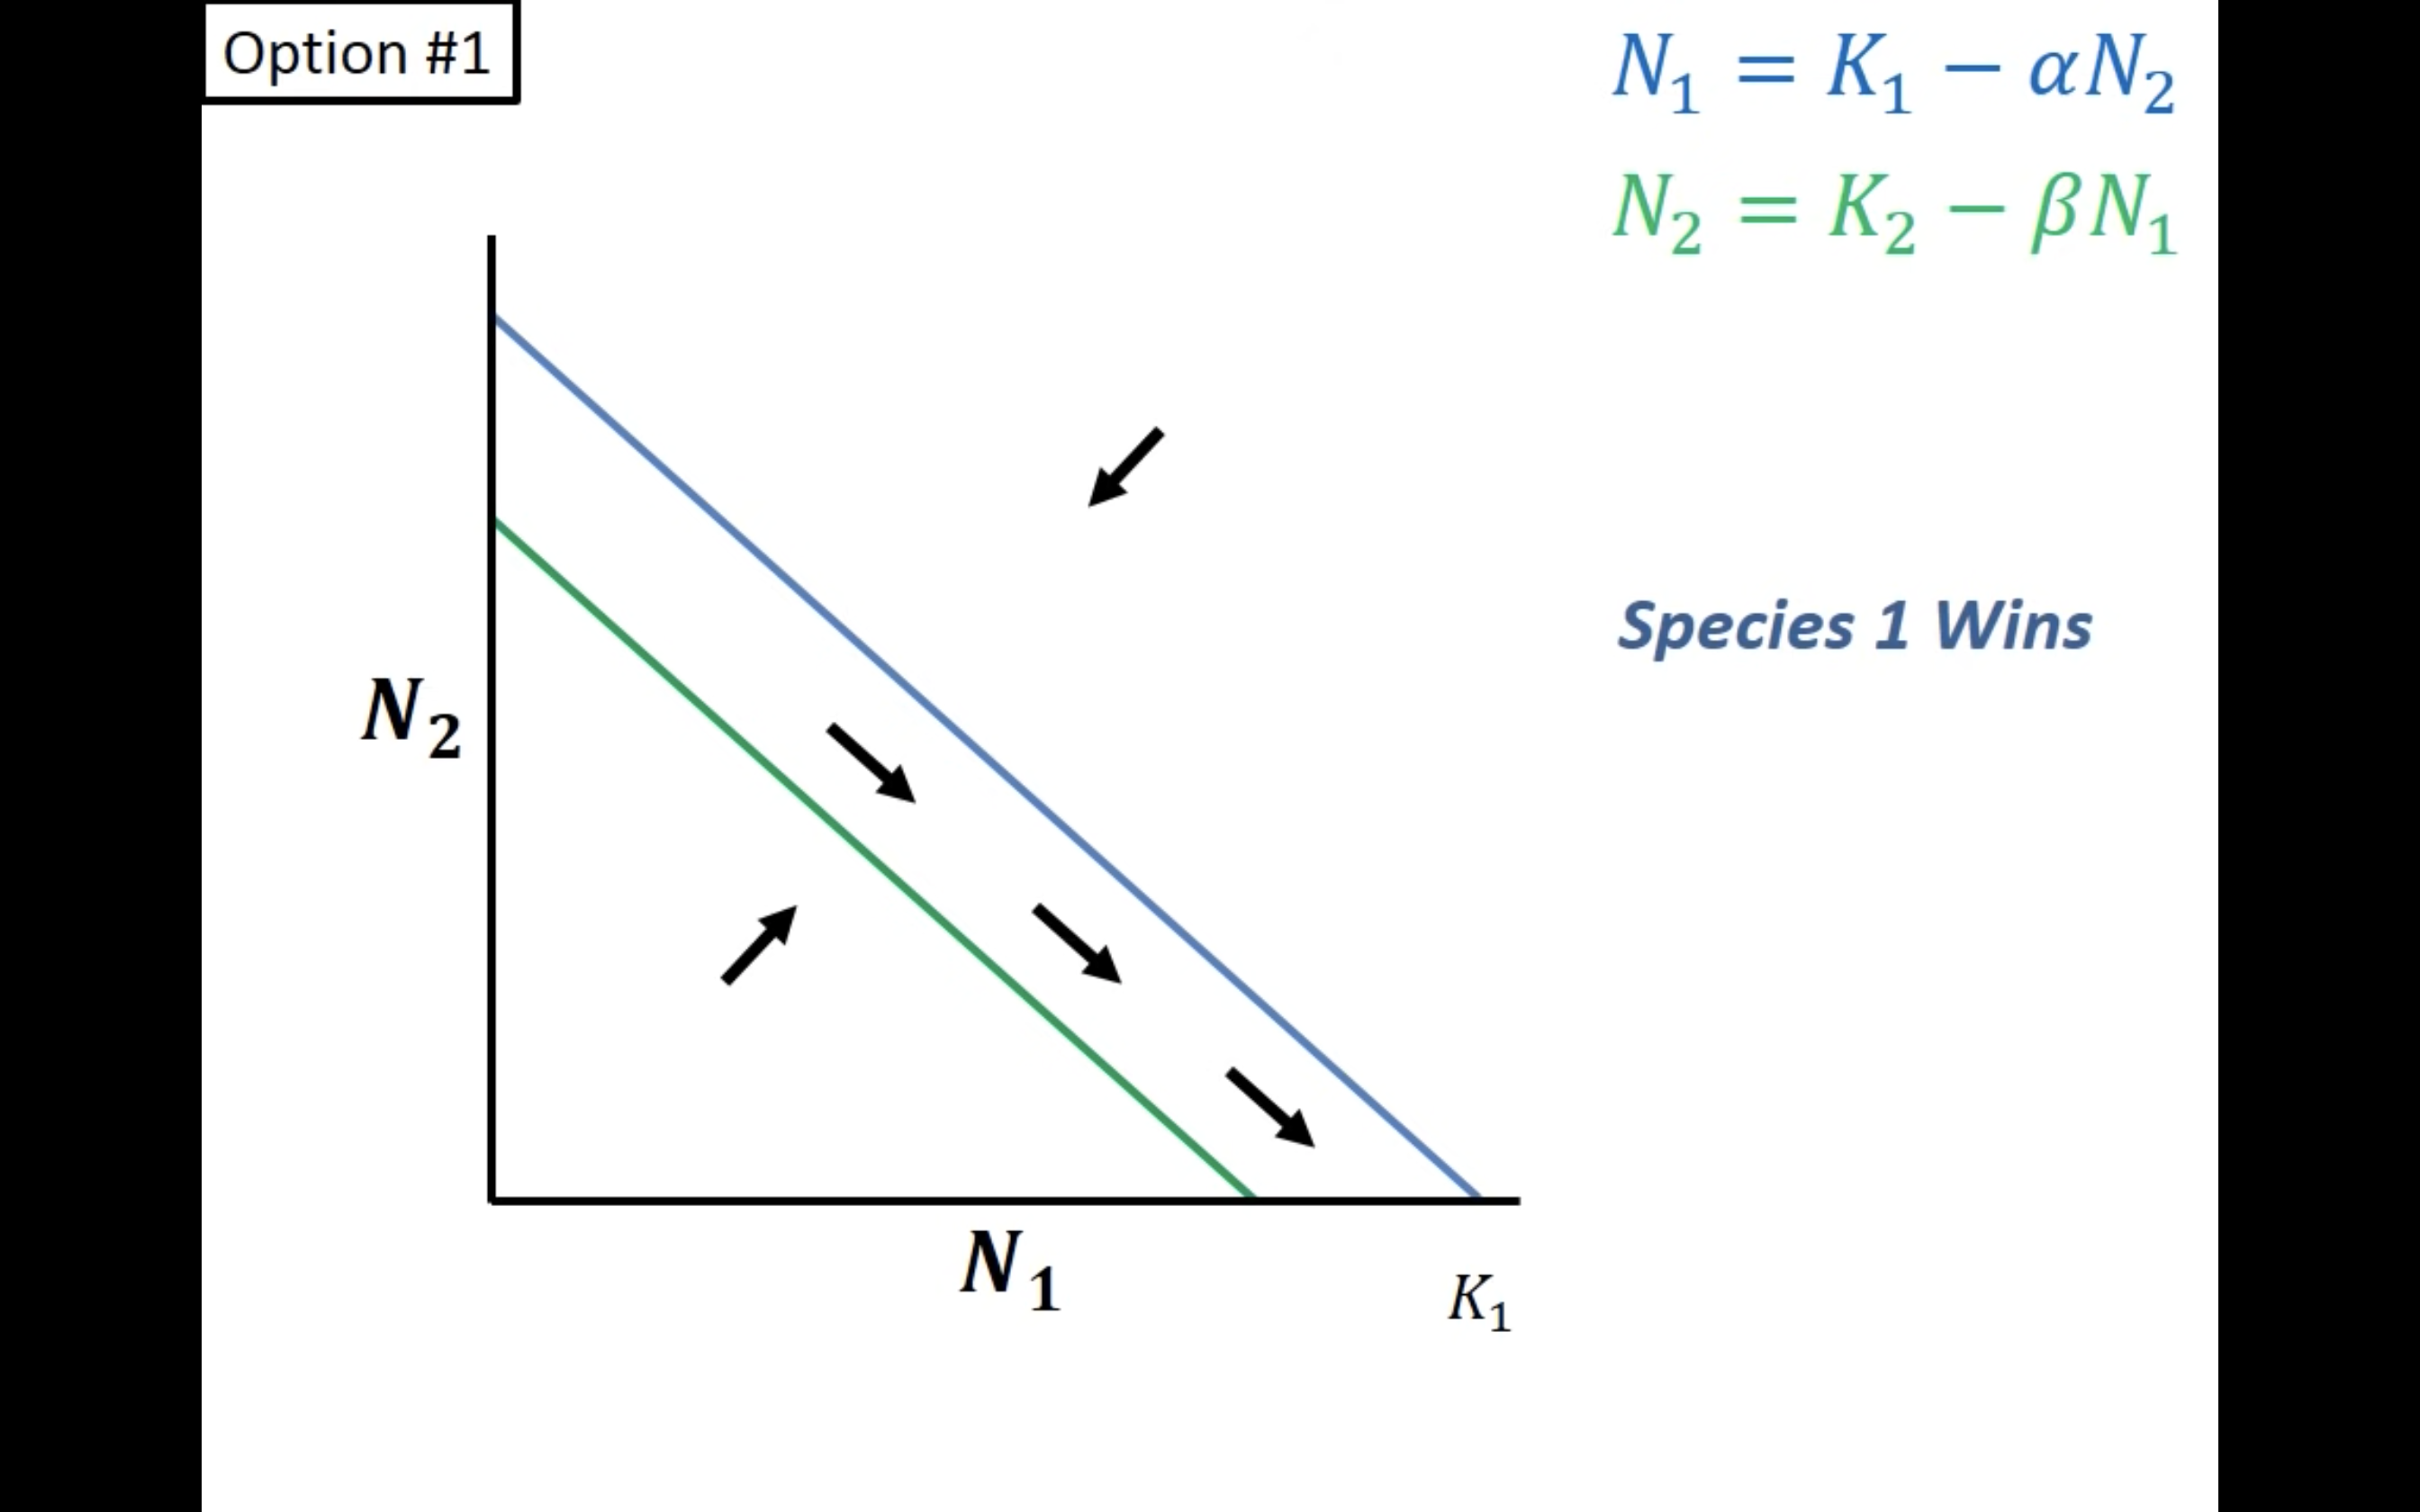 Option #1
N₁ = K₁ − αN₂
N₂ = K₂ − βN₁
Species 1 Wins
N₂
N₁
K₁